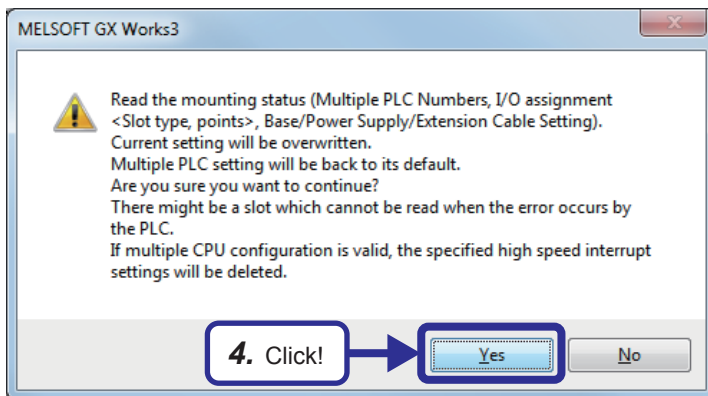 MELSOFT GX Works3
Read the mounting status (Multiple PLC Numbers, I/O assignment
<Slot type, points>, Base/Power Supply/Extension Cable Setting).
Current setting will be overwritten.
Multiple PLC setting will be back to its default.
Are you sure you want to continue?
There might be a slot which cannot be read when the error occurs by
the PLC.
If multiple CPU configuration is valid, the specified high speed interrupt
settings will be deleted.
4. Click!
Yes
No